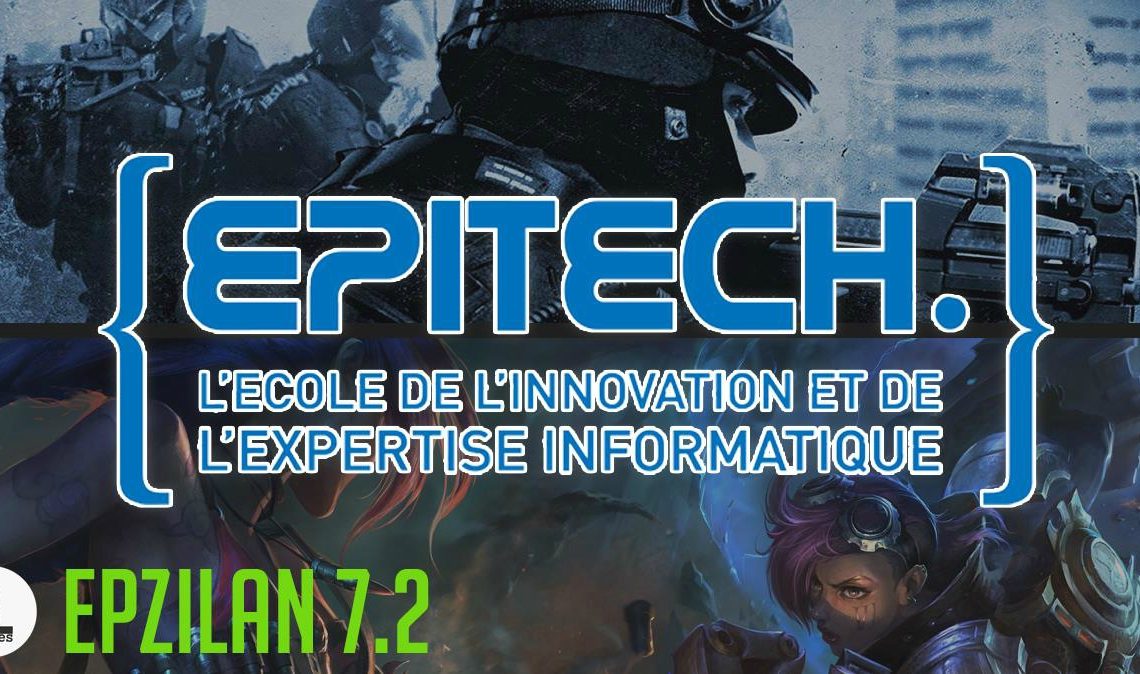 {EPITECH.}
L'ECOLE DE L'INNOVATION ET DE
L'EXPERTISE INFORMATIQUE
EPZILAN 7.2